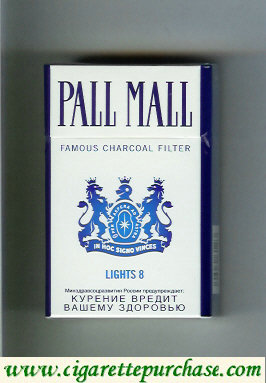 PALL MALL
FAMOUS CHARCOAL FILTER
IN HOC SIGNO VINCES
LIGHTS 8
Минздравсоцразвития России предупреждает:
КУРЕНИЕ ВРЕДИТ
ВАШЕМУ ЗДОРОВЬЮ
www.cigarettepurchase.com